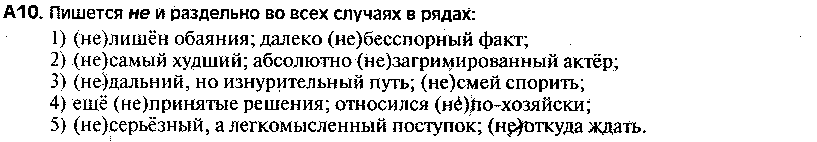 А10. Пишется не и раздельно во всех случаях в рядах:
1) (не)лишён обаяния; далеко (не)бесспорный факт;
2) (не)самый худший; абсолютно (не)загримированный актёр;
3) (не)дальний, но изнурительный путь; (не)смей спорить;
4) ещё (не)принятые решения; относился (не)по-хозяйски;
5) (не)серьёзный, а легкомысленный поступок; (не)откуда ждать.